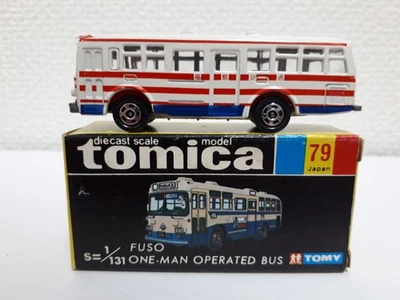 diecast scale model
tomica
79
Japan
FUSO
S=1/131 ONE-MAN OPERATED BUS
TOMY